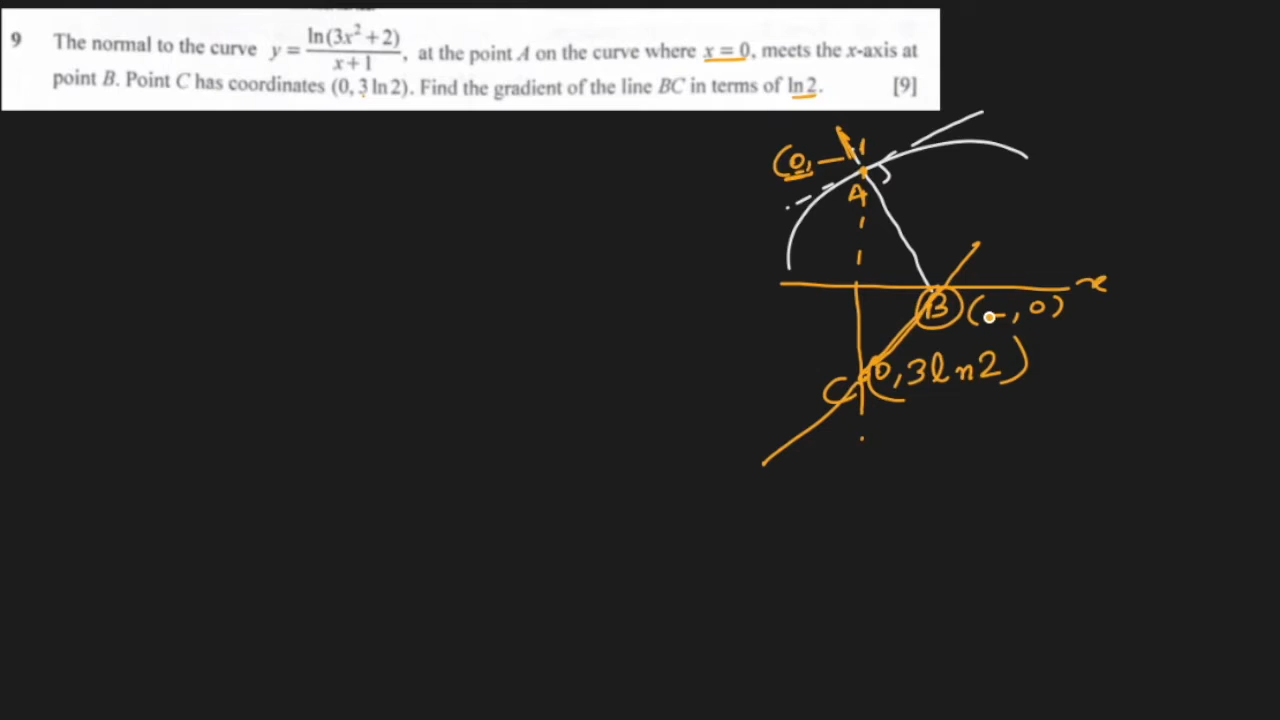 9 The normal to the curve y = ln(3x² + 2) / x + 1, at the point A on the curve where x = 0, meets the x-axis at
point B. Point C has coordinates (0, 3 ln 2). Find the gradient of the line BC in terms of ln 2. [9]
(0, –
A
x
B (–, 0)
C (0, 3ln2)